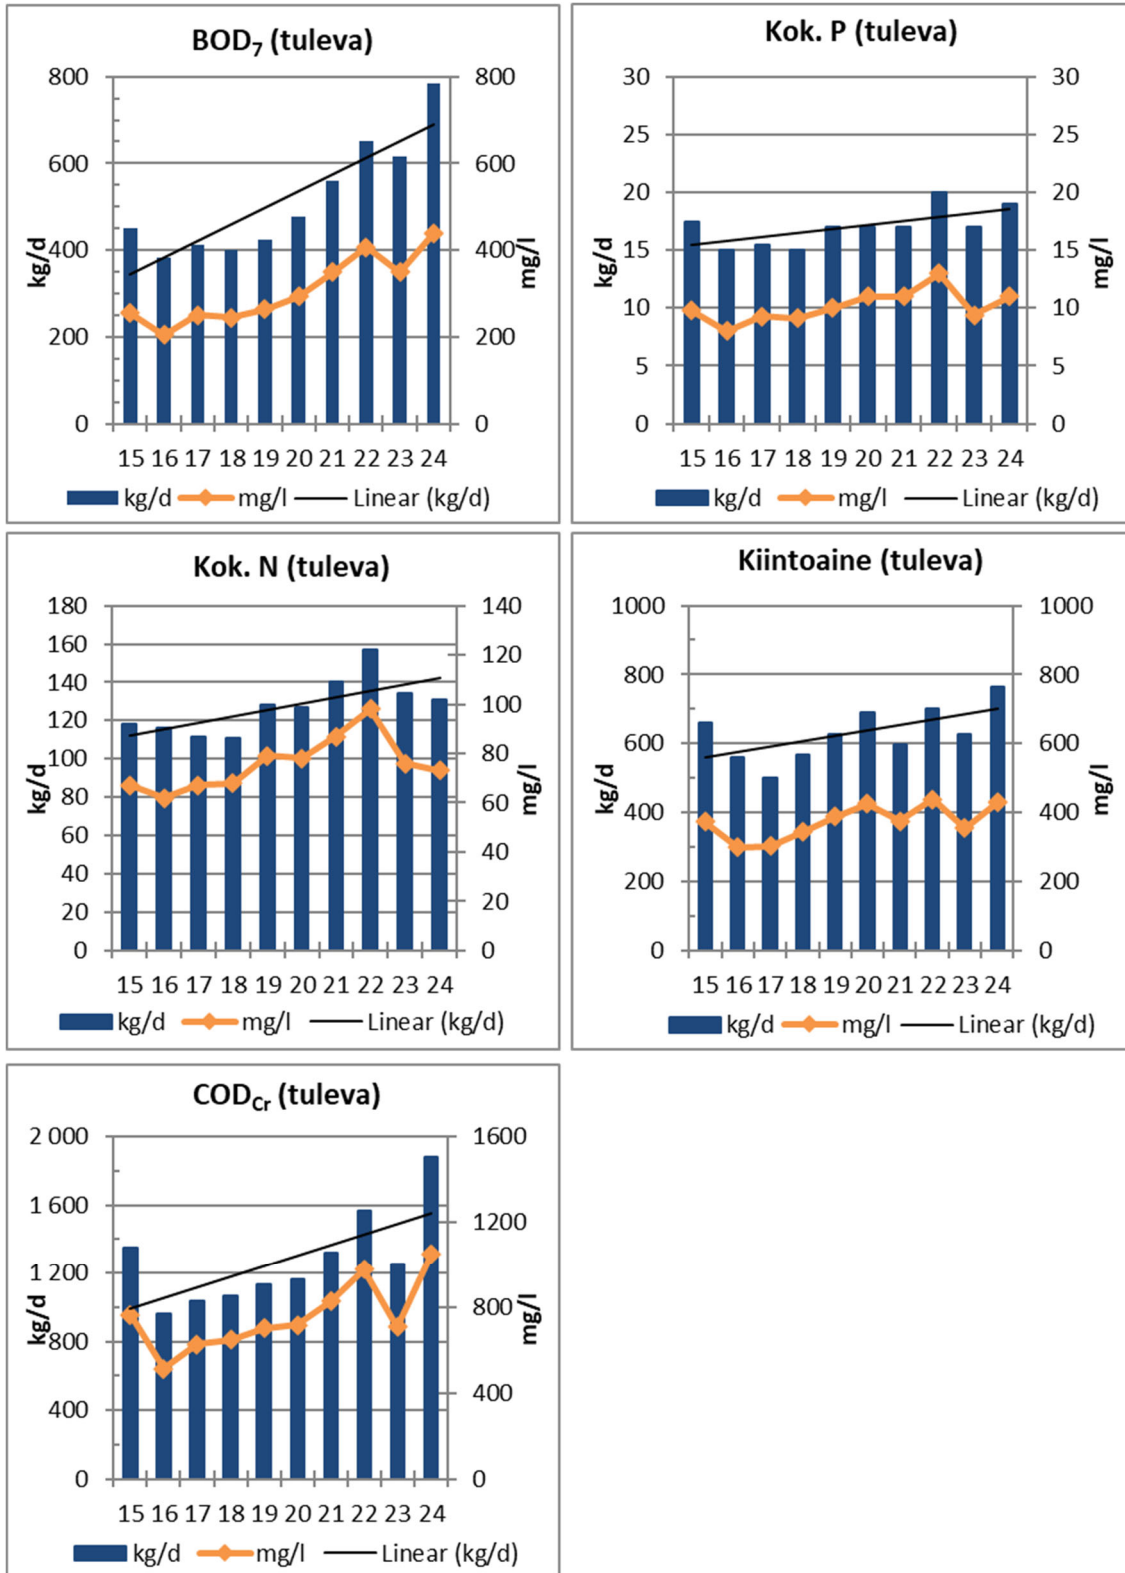 BOD₇ (tuleva)
800 800
600 600
400 400
200 200
0 0
kg/d
mg/l
15 16 17 18 19 20 21 22 23 24
kg/d mg/l Linear (kg/d)
Kok. P (tuleva)
30 30
25 25
20 20
15 15
10 10
5 5
0 0
kg/d
mg/l
15 16 17 18 19 20 21 22 23 24
kg/d mg/l Linear (kg/d)
Kok. N (tuleva)
180 140
160 120
140 100
120 80
100 60
80 40
60 20
40 0
20
0
kg/d
mg/l
15 16 17 18 19 20 21 22 23 24
kg/d mg/l Linear (kg/d)
Kiintoaine (tuleva)
1000 1000
800 800
600 600
400 400
200 200
0 0
kg/d
mg/l
15 16 17 18 19 20 21 22 23 24
kg/d mg/l Linear (kg/d)
COD_Cr (tuleva)
2 000 1600
1 600 1200
1 200 800
800 400
400 0
0
kg/d
mg/l
15 16 17 18 19 20 21 22 23 24
kg/d mg/l Linear (kg/d)